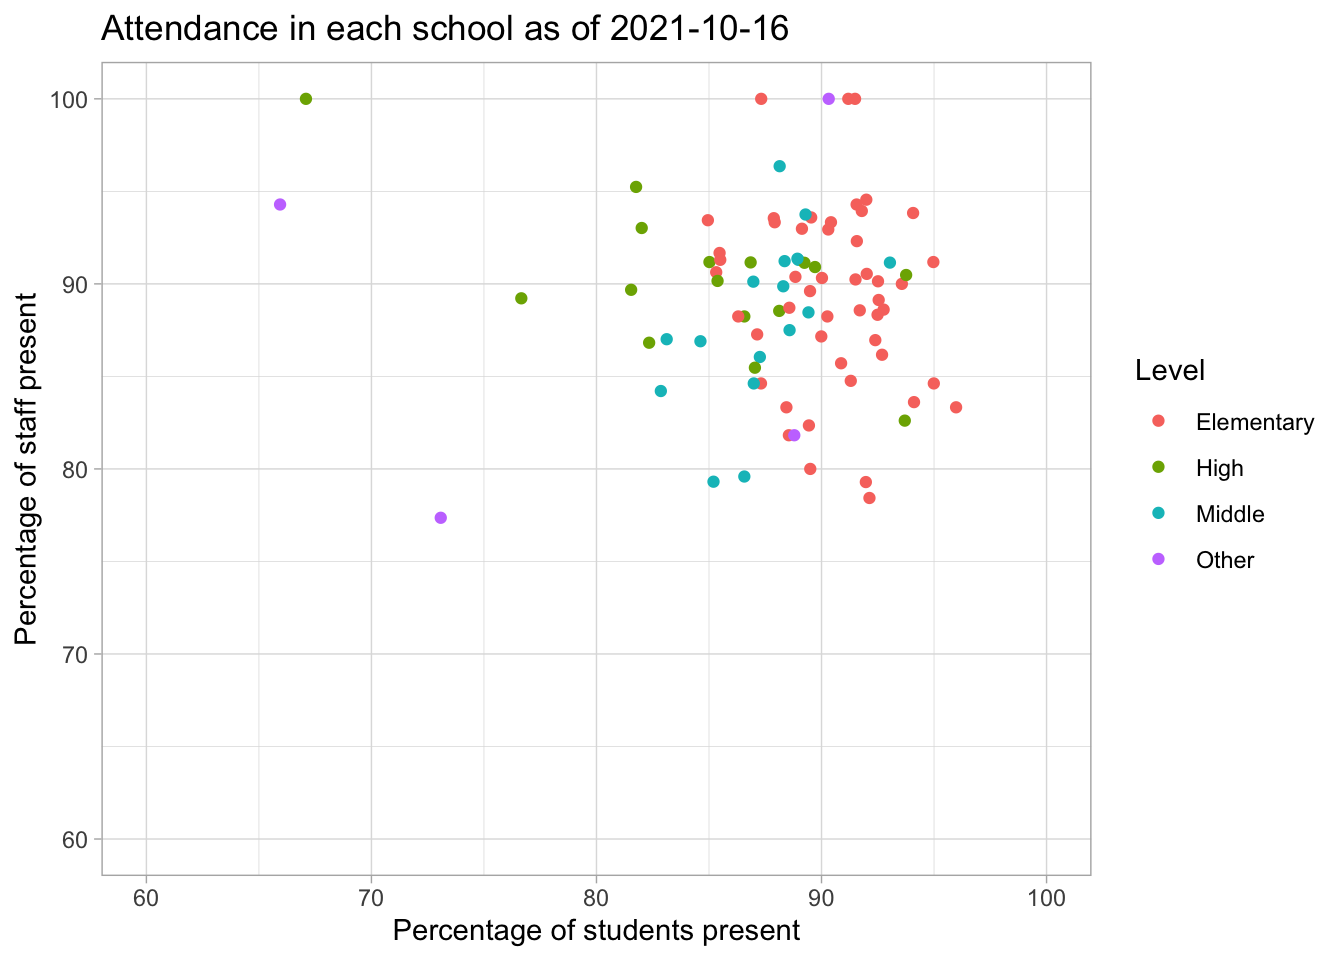 Attendance in each school as of 2021-10-16
Percentage of staff present
100
90
80
70
60
60 70 80 90 100
Percentage of students present
Level
Elementary
High
Middle
Other